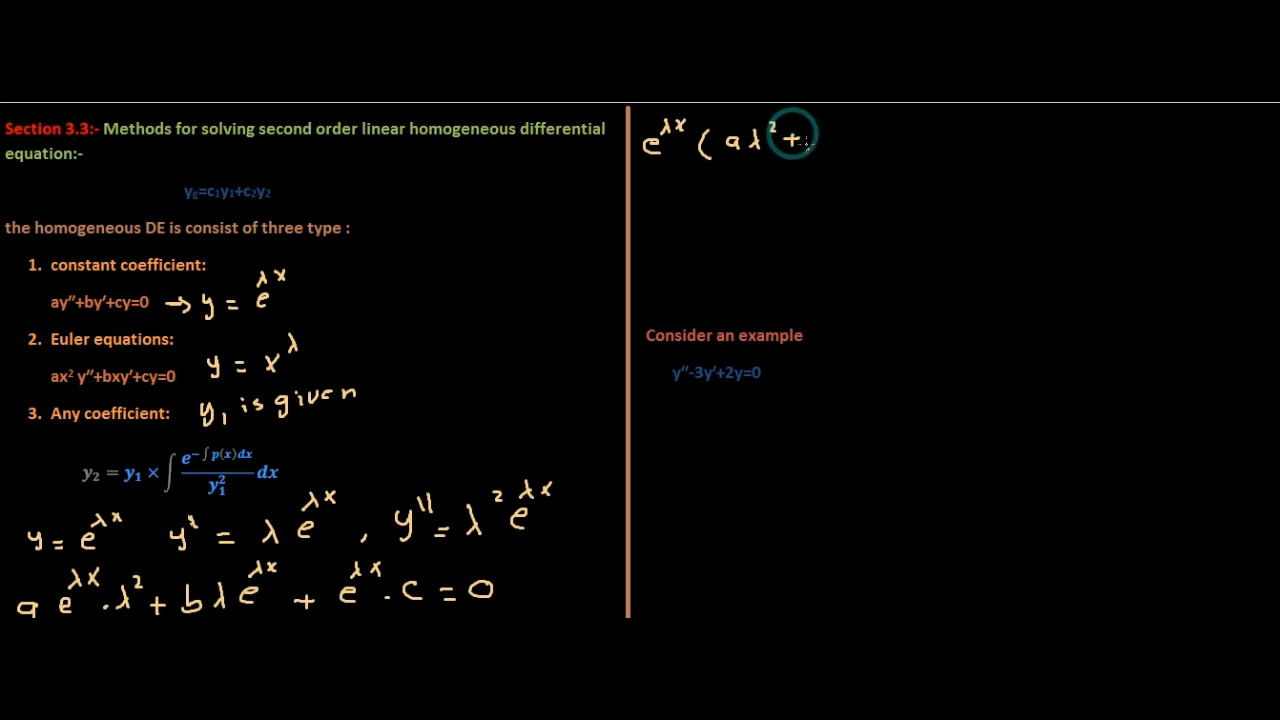 Section 3.3:- Methods for solving second order linear homogeneous differential
equation:-
yE=c₁y₁+c₂y₂
the homogeneous DE is consist of three type :
1. constant coefficient:
ay''+by'+cy=0 → y = e^λx
2. Euler equations:
ax² y''+bxy'+cy=0 y = x^λ
3. Any coefficient: y₁ is given
y₂ = y₁ × ∫ e^(-∫p(x)dx) / y₁² dx
y = e^λx y' = λ e^λx , y'' = λ² e^λx
a e^λx . λ² + b λ e^λx + e^λx . c = 0
e^λx ( a λ² +
Consider an example
y''-3y'+2y=0